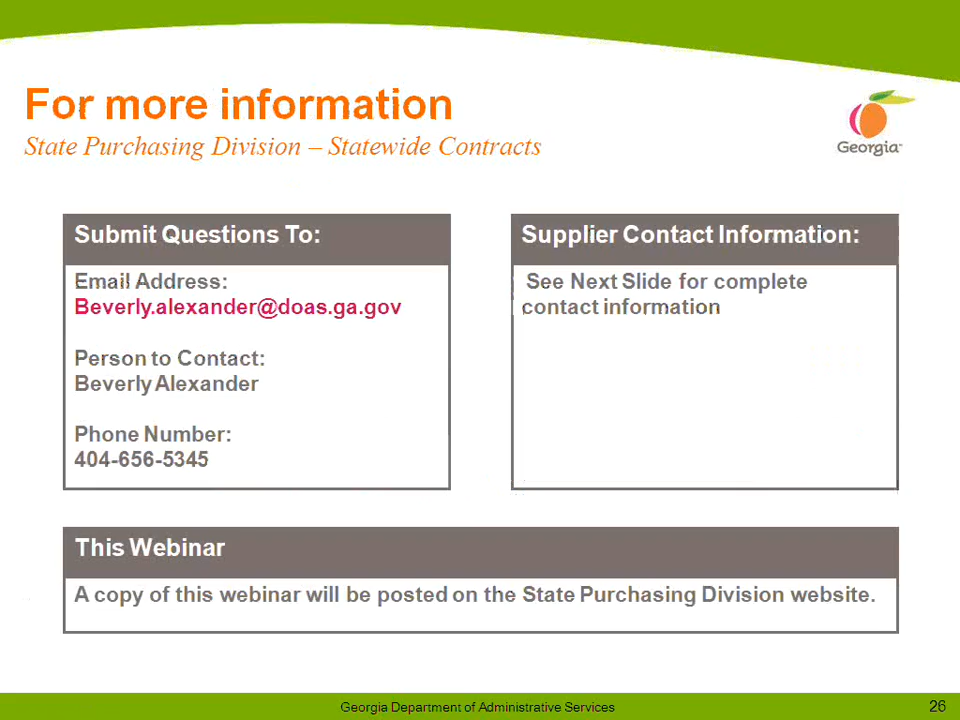 For more information
State Purchasing Division – Statewide Contracts
Georgia™
Submit Questions To:
Email Address:
Beverly.alexander@doas.ga.gov
Person to Contact:
Beverly Alexander
Phone Number:
404-656-5345
Supplier Contact Information:
See Next Slide for complete
contact information
This Webinar
A copy of this webinar will be posted on the State Purchasing Division website.
Georgia Department of Administrative Services
26